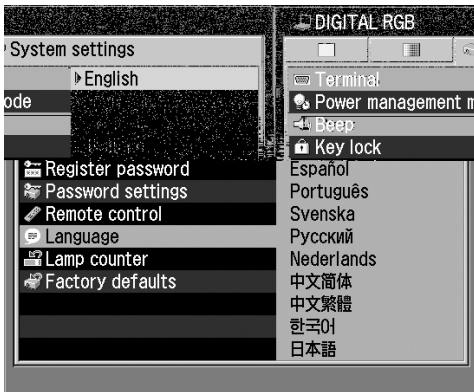 DIGITAL RGB
System settings
English
Terminal
ode
Power management m
Beep
Key lock
Register password
Español
Password settings
Português
Remote control
Svenska
Language
Русский
Lamp counter
Nederlands
Factory defaults
中文简体
中文繁體
한국어
日本語